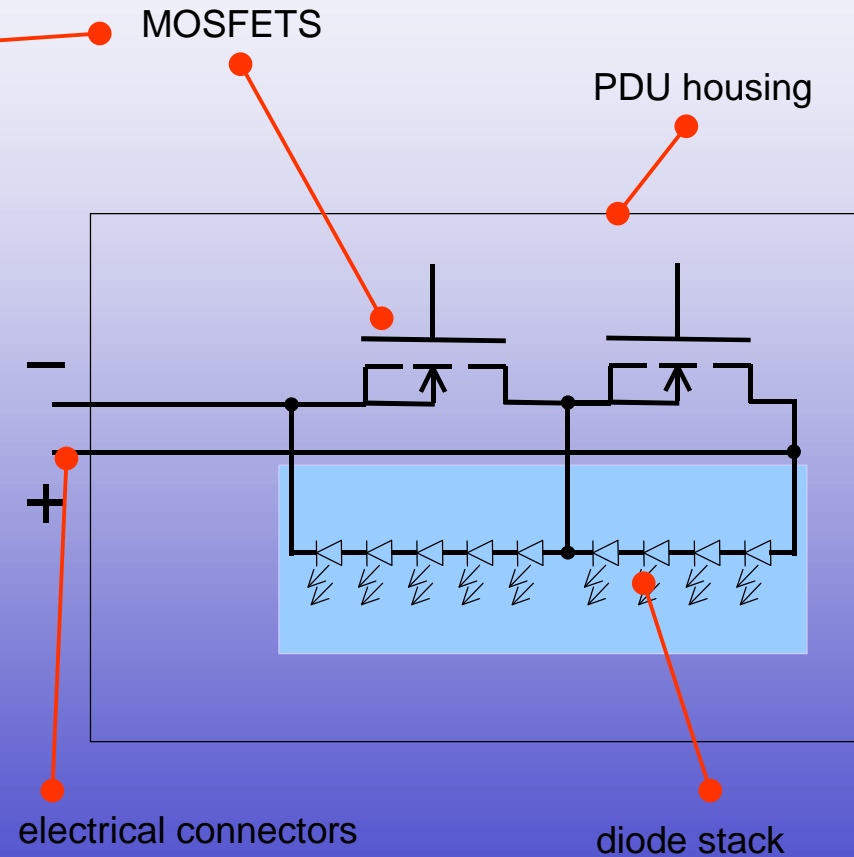 MOSFETS
PDU housing
−
+
electrical connectors
diode stack